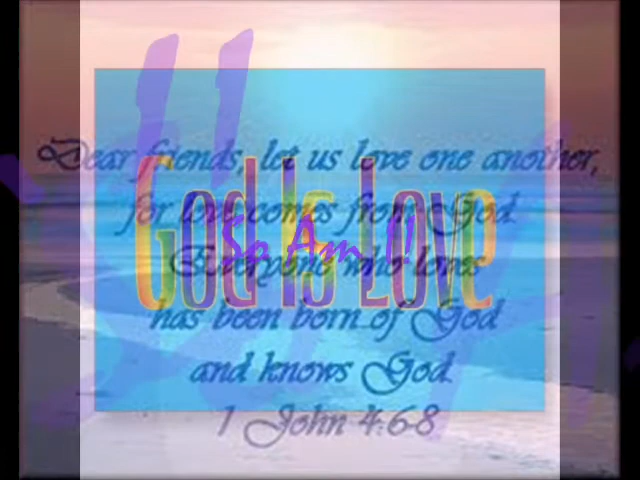 Dear friends, let us love one another,
for love comes from God.
God Is Love
So Am I!
Everyone who loves
has been born of God
and knows God.
1 John 4:6-8